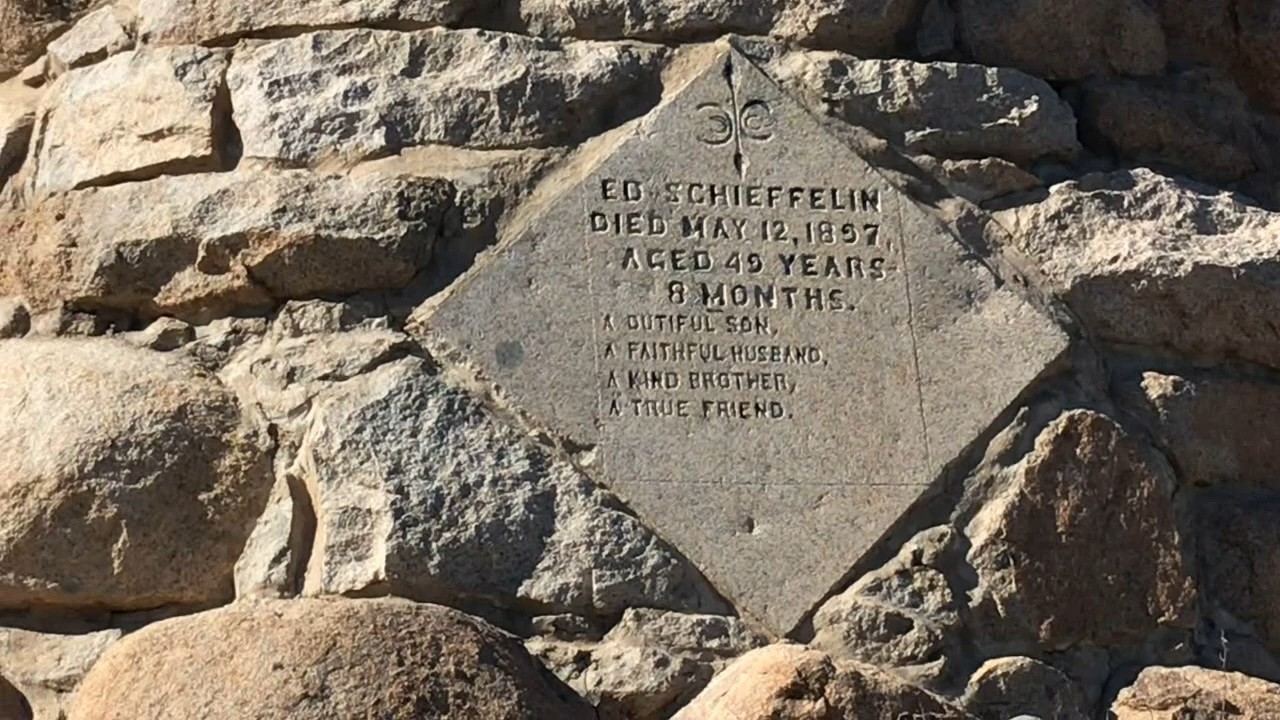 ED SCHIEFFELIN
DIED MAY 12, 1897,
AGED 49 YEARS
8 MONTHS.
A DUTIFUL SON,
A FAITHFUL HUSBAND,
A KIND BROTHER,
A TRUE FRIEND.